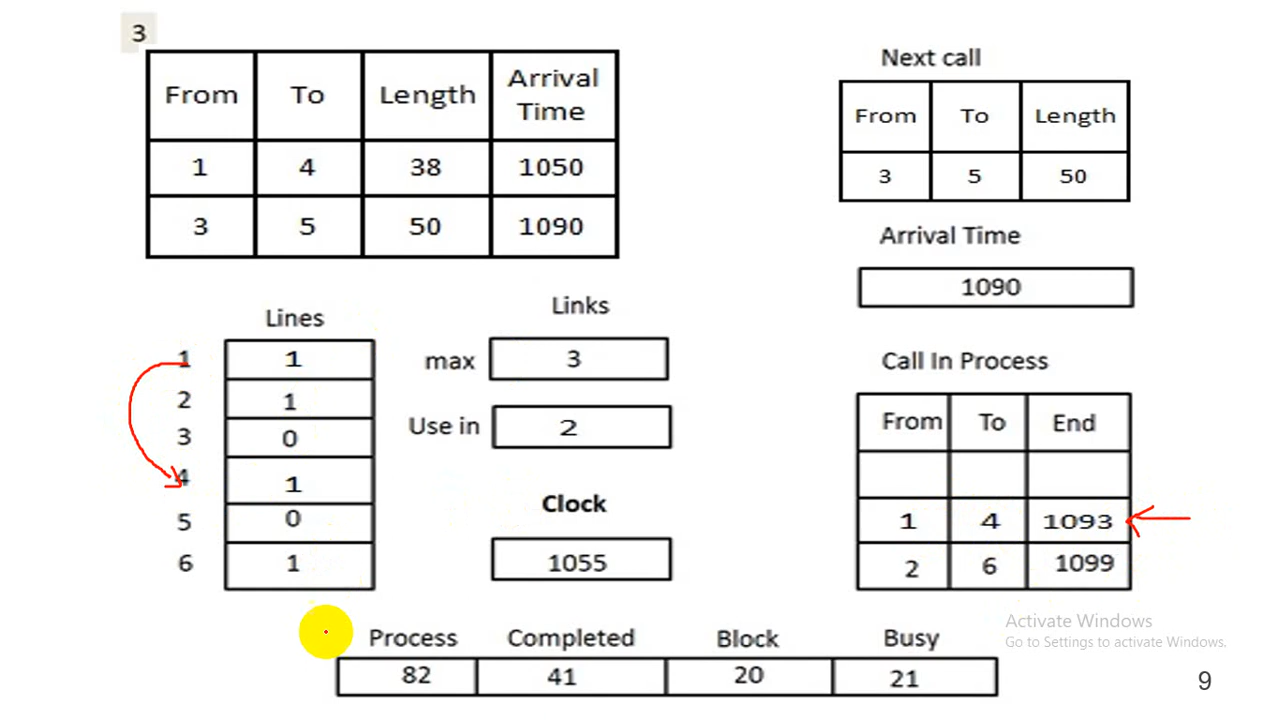 3
From To Length Arrival Time
1 4 38 1050
3 5 50 1090
Next call
From To Length
3 5 50
Arrival Time
1090
Lines
1 1
2 1
3 0
4 1
5 0
6 1
Links
max 3
Use in 2
Clock
1055
Call In Process
From To End
1 4 1093
2 6 1099
Process Completed Block Busy
82 41 20 21
Activate Windows
Go to Settings to activate Windows.
9